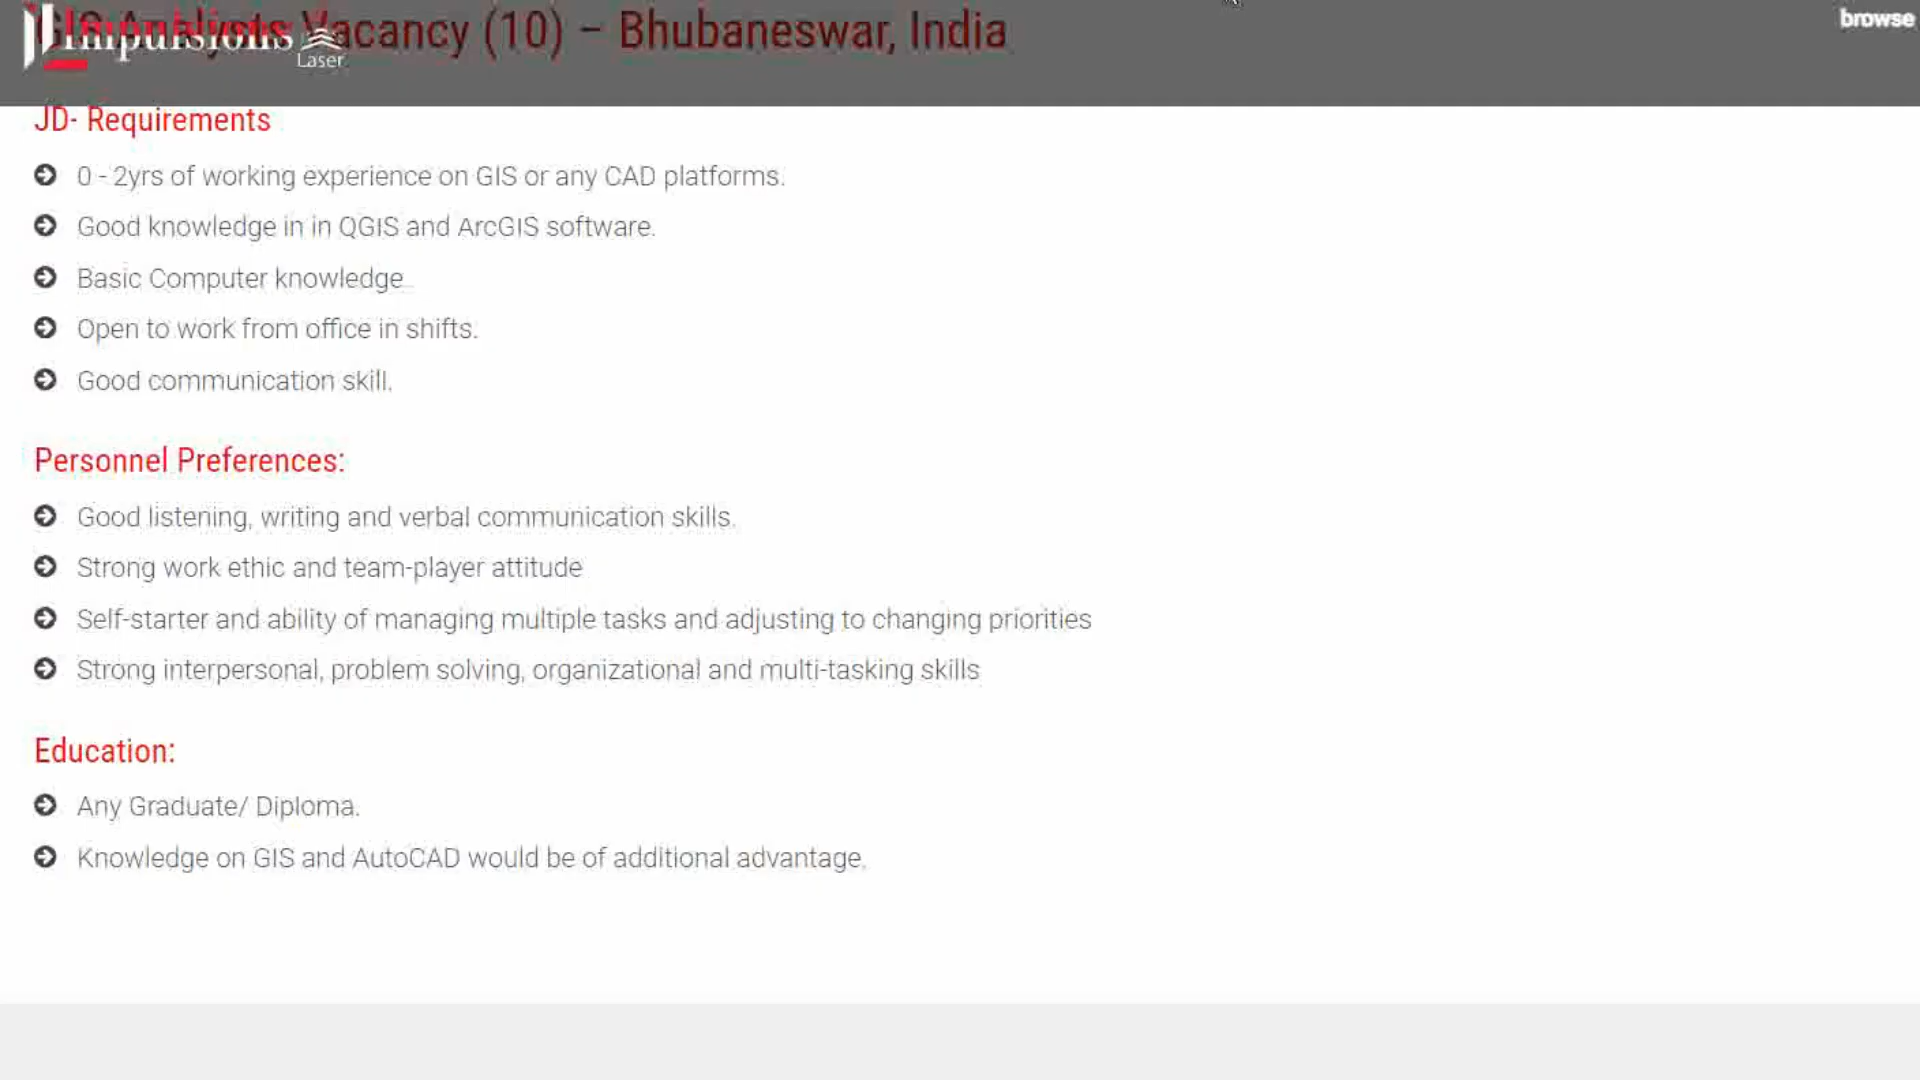 GIS Analysts Vacancy (10) – Bhubaneswar, India
Impulsions
Laser
browse
JD- Requirements
0 - 2yrs of working experience on GIS or any CAD platforms.
Good knowledge in in QGIS and ArcGIS software.
Basic Computer knowledge
Open to work from office in shifts.
Good communication skill.
Personnel Preferences:
Good listening, writing and verbal communication skills.
Strong work ethic and team-player attitude
Self-starter and ability of managing multiple tasks and adjusting to changing priorities
Strong interpersonal, problem solving, organizational and multi-tasking skills
Education:
Any Graduate/ Diploma.
Knowledge on GIS and AutoCAD would be of additional advantage.